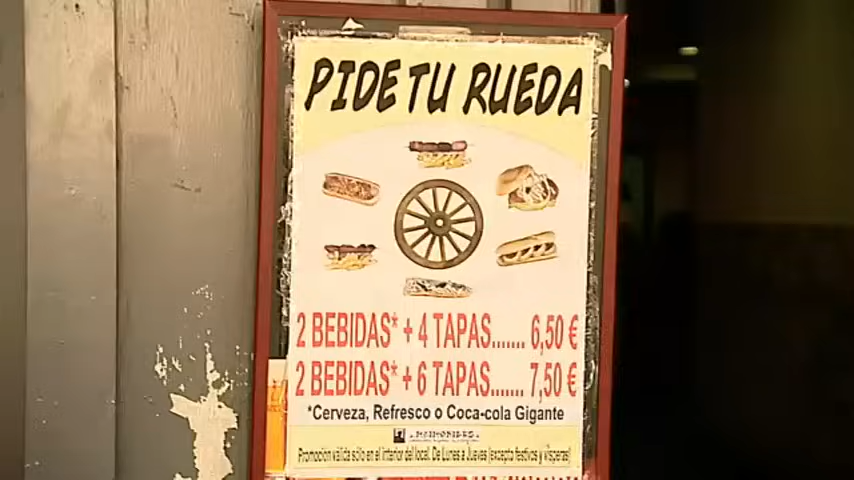 PIDE TU RUEDA
2 BEBIDAS* + 4 TAPAS....... 6,50 €
2 BEBIDAS* + 6 TAPAS....... 7,50 €
*Cerveza, Refresco o Coca-cola Gigante
Promoción válida sólo en el interior del local. De Lunes a Jueves (excepto festivos y vísperas)